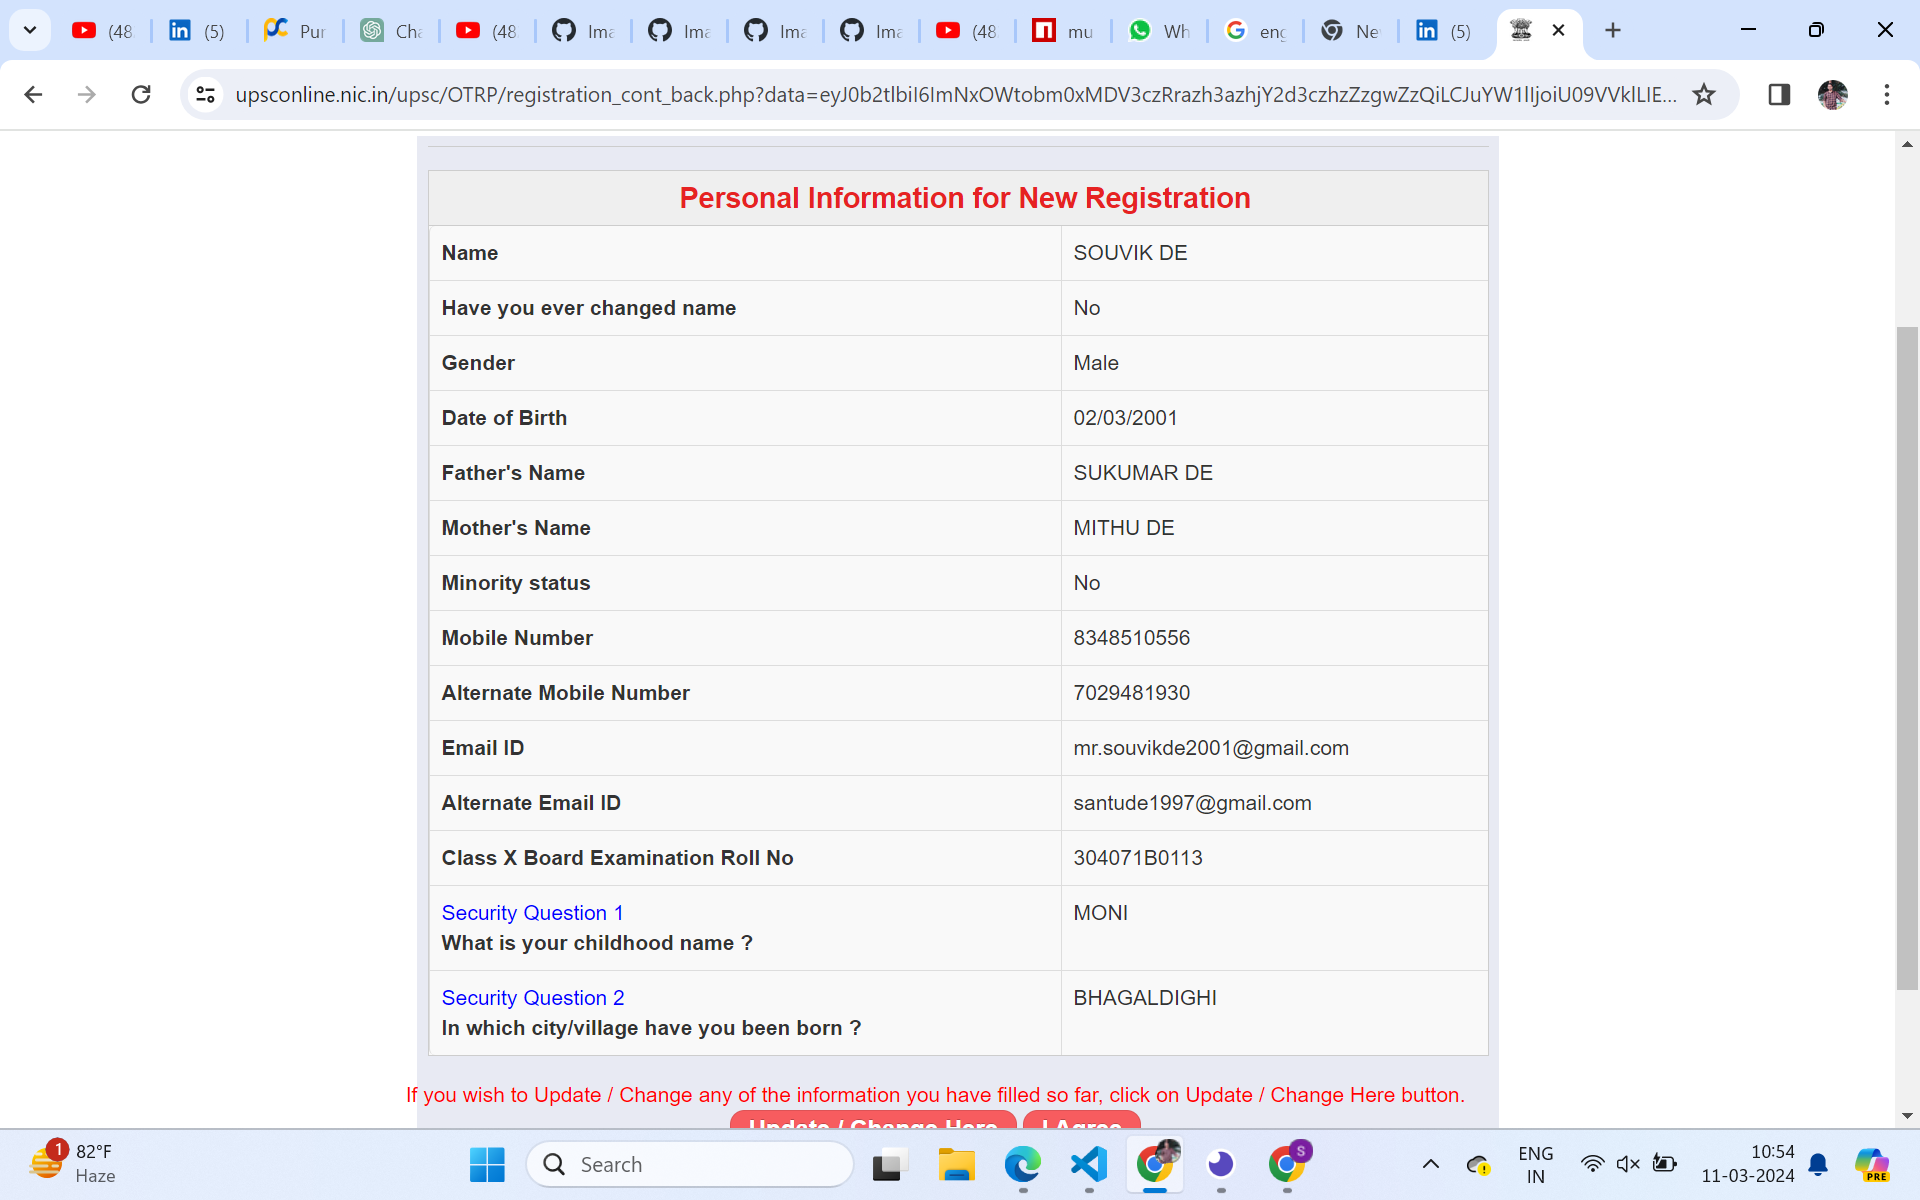 (48
(5)
Pur
Cha
(48
Ima
Ima
Ima
Ima
(48
mu
Wh
eng
Ne
(5)
upsconline.nic.in/upsc/OTRP/registration_cont_back.php?data=
Personal Information for New Registration
Name SOUVIK DE
Have you ever changed name No
Gender Male
Date of Birth 02/03/2001
Father's Name SUKUMAR DE
Mother's Name MITHU DE
Minority status No
Mobile Number 8348510556
Alternate Mobile Number 7029481930
Email ID mr.souvikde2001@gmail.com
Alternate Email ID santude1997@gmail.com
Class X Board Examination Roll No 304071B0113
Security Question 1 MONI
What is your childhood name ?
Security Question 2 BHAGALDIGHI
In which city/village have you been born ?
If you wish to Update / Change any of the information you have filled so far, click on Update / Change Here button.
Update / Change Here I Agree
1
82°F
Haze
Search
S
ENG
IN
10:54
11-03-2024
PRE